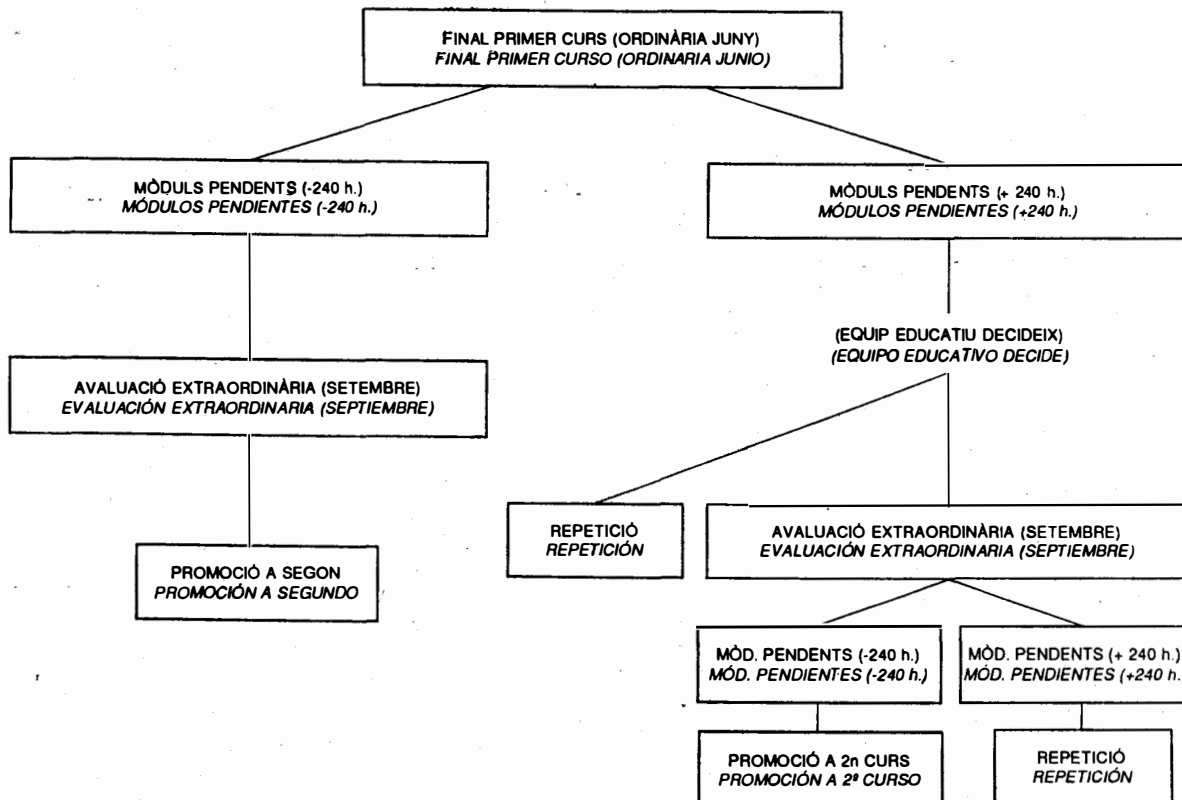 FINAL PRIMER CURS (ORDINÀRIA JUNY)
FINAL PRIMER CURSO (ORDINARIA JUNIO)
MÒDULS PENDENTS (-240 h.)
MÓDULOS PENDIENTES (-240 h.)
MÒDULS PENDENTS (+ 240 h.)
MÓDULOS PENDIENTES (+240 h.)
(EQUIP EDUCATIU DECIDEIX)
(EQUIPO EDUCATIVO DECIDE)
AVALUACIÓ EXTRAORDINÀRIA (SETEMBRE)
EVALUACIÓN EXTRAORDINARIA (SEPTIEMBRE)
REPETICIÓ
REPETICIÓN
AVALUACIÓ EXTRAORDINÀRIA (SETEMBRE)
EVALUACIÓN EXTRAORDINARIA (SEPTIEMBRE)
PROMOCIÓ A SEGON
PROMOCIÓN A SEGUNDO
MÒD. PENDENTS (-240 h.)
MÓD. PENDIENTES (-240 h.)
MÒD. PENDENTS (+ 240 h.)
MÓD. PENDIENTES (+240 h.
PROMOCIÓ A 2n CURS
PROMOCIÓN A 2º CURSO
REPETICIÓ
REPETICIÓN